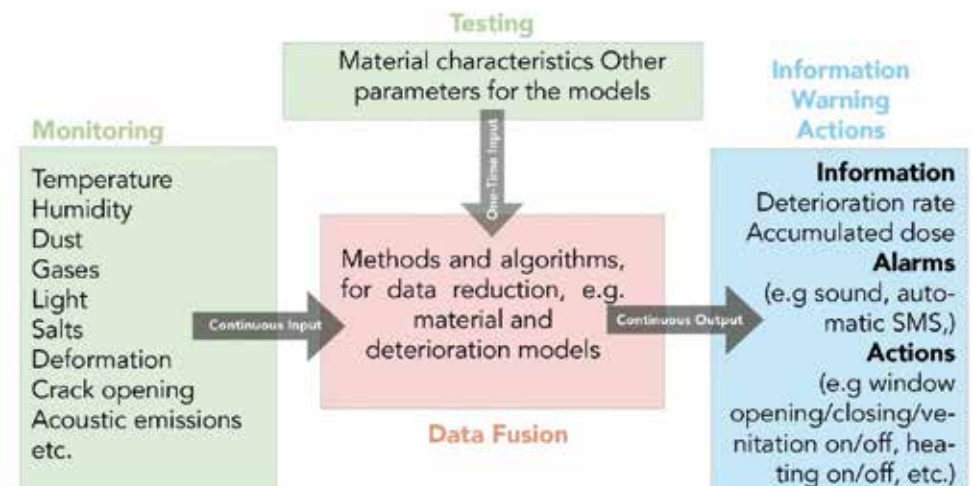 Testing
Material characteristics Other
parameters for the models
One-Time Input
Monitoring
Temperature
Humidity
Dust
Gases
Light
Salts
Deformation
Crack opening
Acoustic emissions
etc.
Continuous Input
Methods and algorithms,
for data reduction, e.g.
material and
deterioration models
Data Fusion
Continuous Output
Information
Warning
Actions
Information
Deterioration rate
Accumulated dose
Alarms
(e.g sound, auto-
matic SMS,)
Actions
(e.g window
opening/closing/ve-
nitation on/off, hea-
ting on/off, etc.)